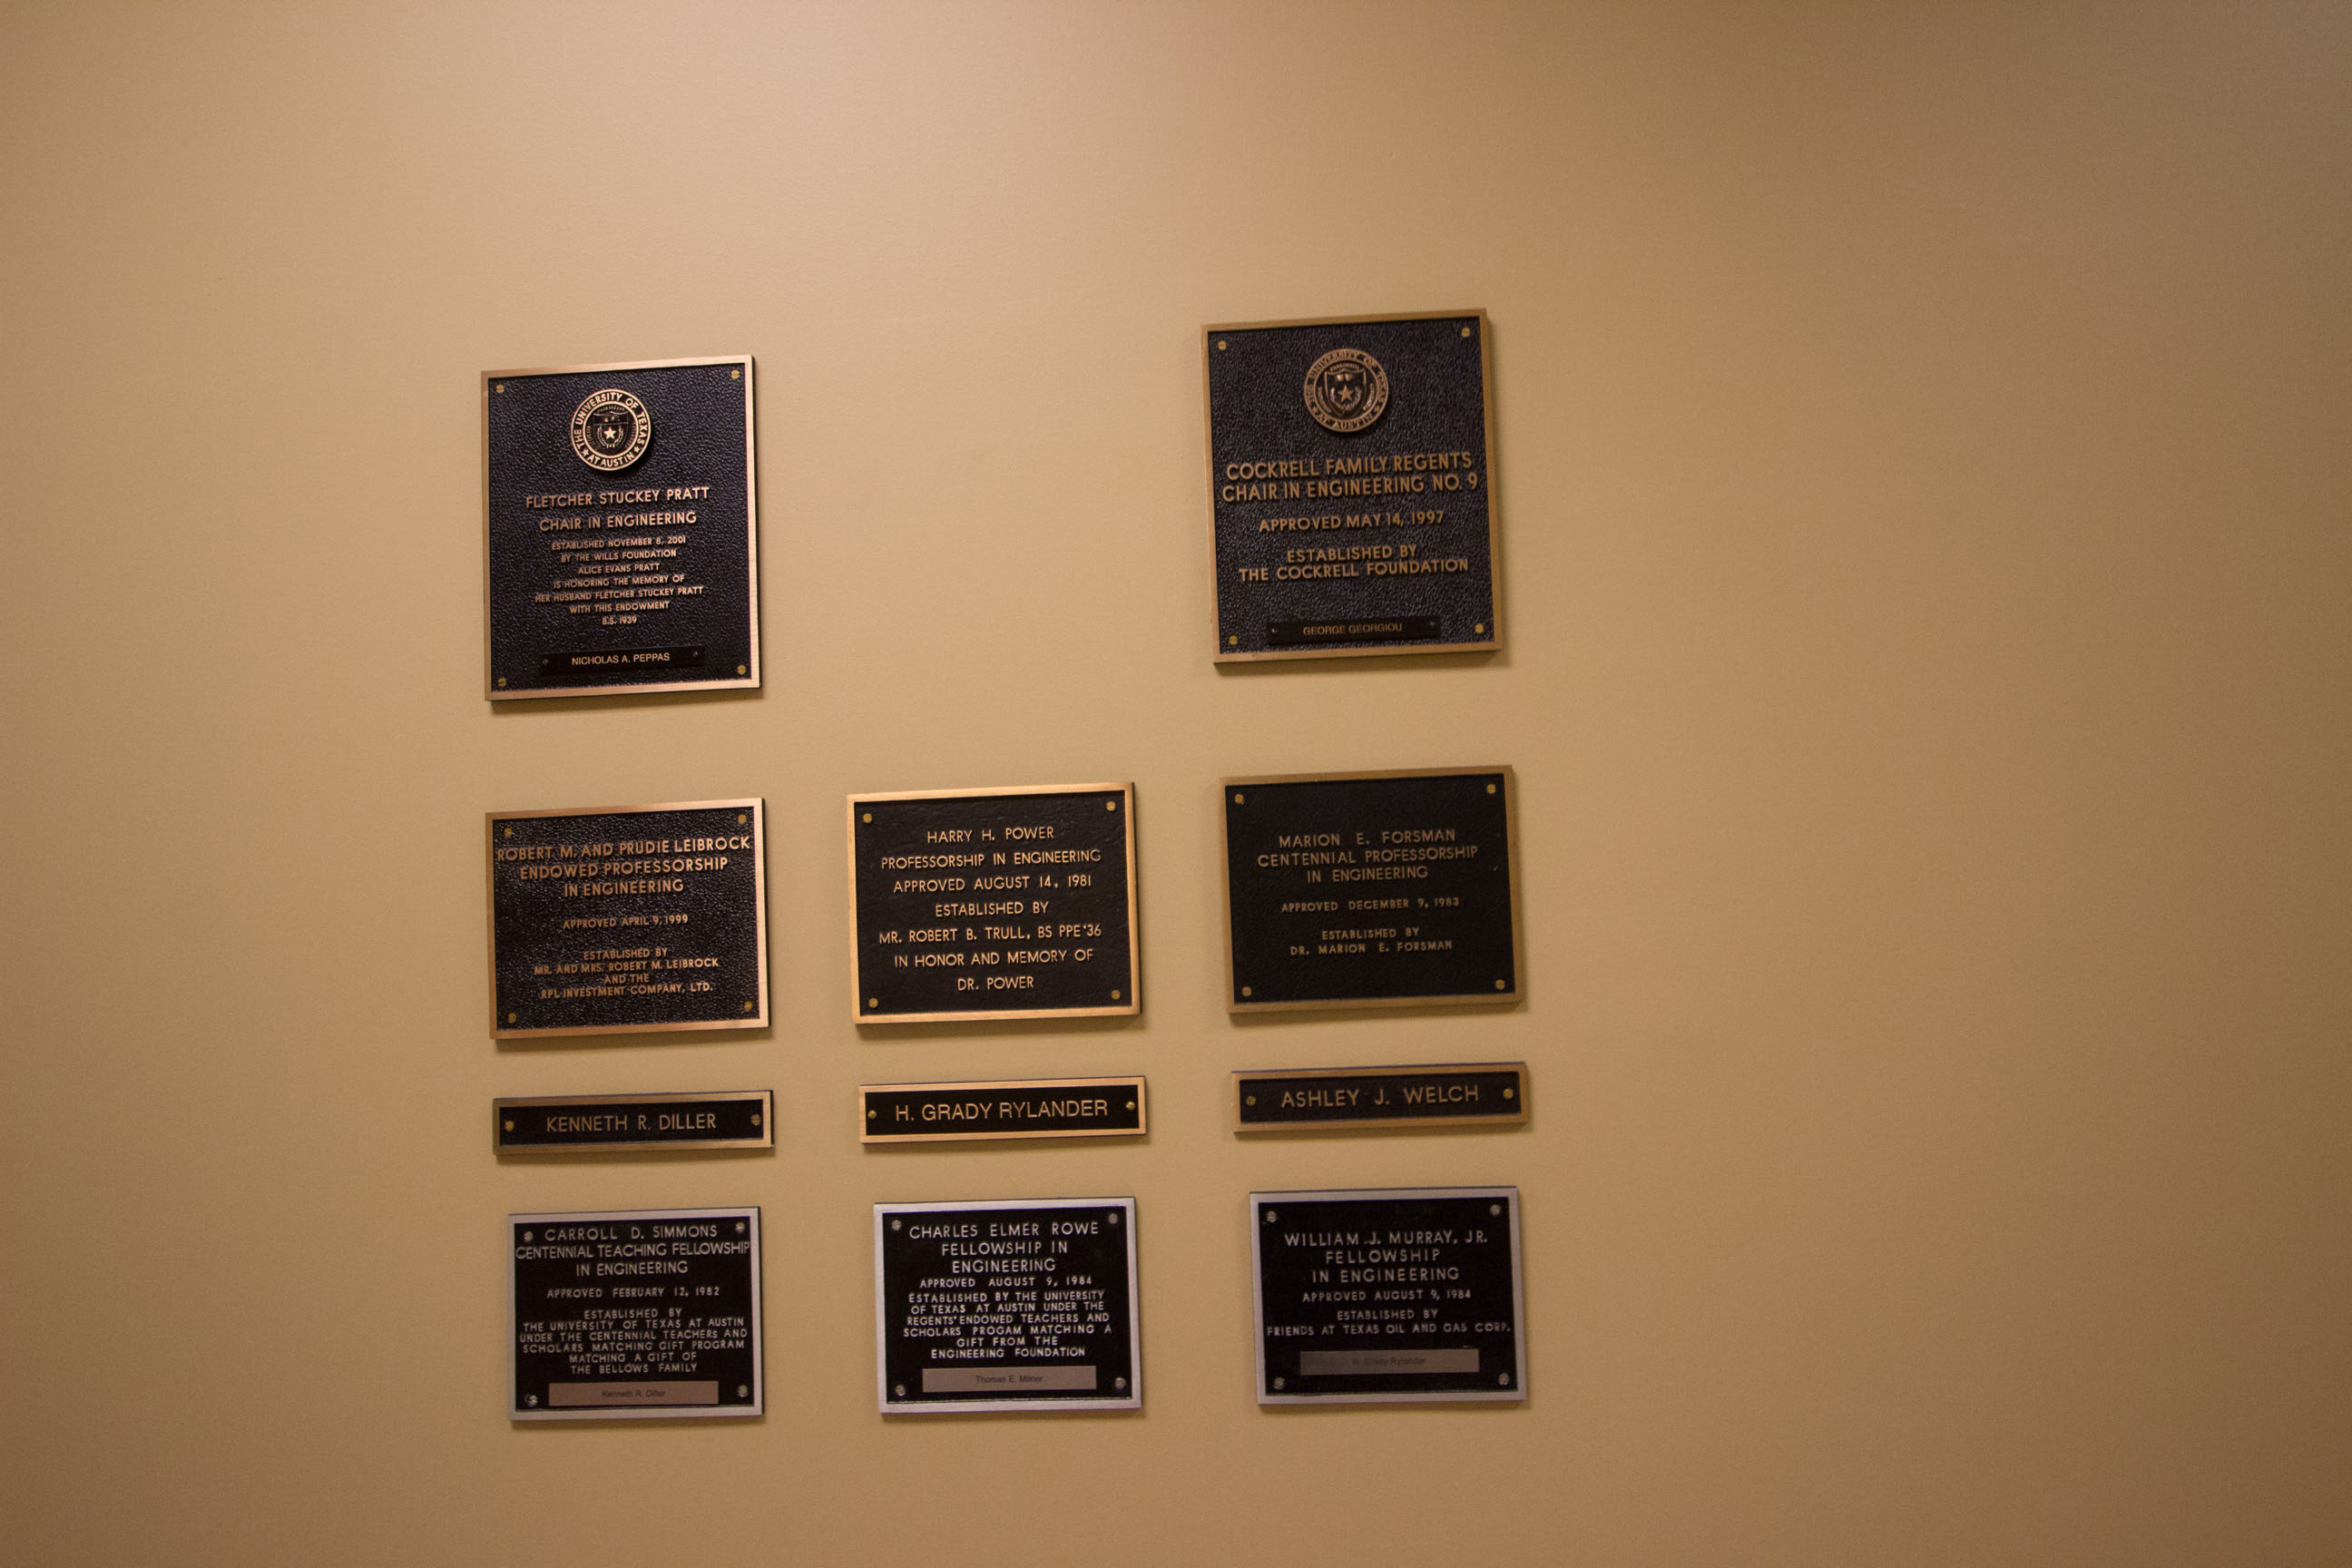 THE UNIVERSITY OF TEXAS
AT AUSTIN
FLETCHER STUCKEY PRATT
CHAIR IN ENGINEERING
ESTABLISHED NOVEMBER 8, 2001
BY THE WILLS FOUNDATION
ALICE EVANS PRATT
IS HONORING THE MEMORY OF
HER HUSBAND FLETCHER STUCKEY PRATT
WITH THIS ENDOWMENT
B.S. 1939
NICHOLAS A. PEPPAS
THE UNIVERSITY OF TEXAS
AT AUSTIN
COCKRELL FAMILY REGENTS
CHAIR IN ENGINEERING NO. 9
APPROVED MAY 14, 1997
ESTABLISHED BY
THE COCKRELL FOUNDATION
GEORGE GEORGIOU
ROBERT M. AND PRUDIE LEIBROCK
ENDOWED PROFESSORSHIP
IN ENGINEERING
APPROVED APRIL 9, 1999
ESTABLISHED BY
MR. AND MRS. ROBERT M. LEIBROCK
AND THE
RPL INVESTMENT COMPANY, LTD.
HARRY H. POWER
PROFESSORSHIP IN ENGINEERING
APPROVED AUGUST 14, 1981
ESTABLISHED BY
MR. ROBERT B. TRULL, BS PPE '36
IN HONOR AND MEMORY OF
DR. POWER
MARION E. FORSMAN
CENTENNIAL PROFESSORSHIP
IN ENGINEERING
APPROVED DECEMBER 9, 1983
ESTABLISHED BY
DR. MARION E. FORSMAN
KENNETH R. DILLER
H. GRADY RYLANDER
ASHLEY J. WELCH
CARROLL D. SIMMONS
CENTENNIAL TEACHING FELLOWSHIP
IN ENGINEERING
APPROVED FEBRUARY 12, 1982
ESTABLISHED BY
THE UNIVERSITY OF TEXAS AT AUSTIN
UNDER THE CENTENNIAL TEACHERS AND
SCHOLARS MATCHING GIFT PROGRAM
MATCHING A GIFT OF
THE BELLOWS FAMILY
Kenneth R. Diller
CHARLES ELMER ROWE
FELLOWSHIP IN
ENGINEERING
APPROVED AUGUST 9, 1984
ESTABLISHED BY THE UNIVERSITY
OF TEXAS AT AUSTIN UNDER THE
REGENTS' ENDOWED TEACHERS AND
SCHOLARS PROGAM MATCHING A
GIFT FROM THE
ENGINEERING FOUNDATION
Thomas E. Milner
WILLIAM J. MURRAY, JR.
FELLOWSHIP
IN ENGINEERING
APPROVED AUGUST 9, 1984
ESTABLISHED BY
FRIENDS AT TEXAS OIL AND GAS CORP.
H. Grady Rylander